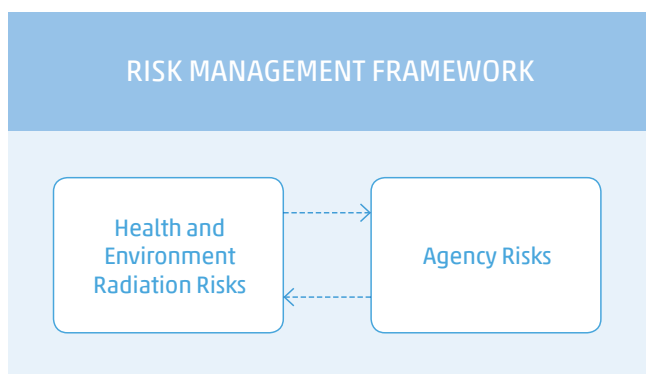 RISK MANAGEMENT FRAMEWORK
Health and
Environment
Radiation Risks
Agency Risks